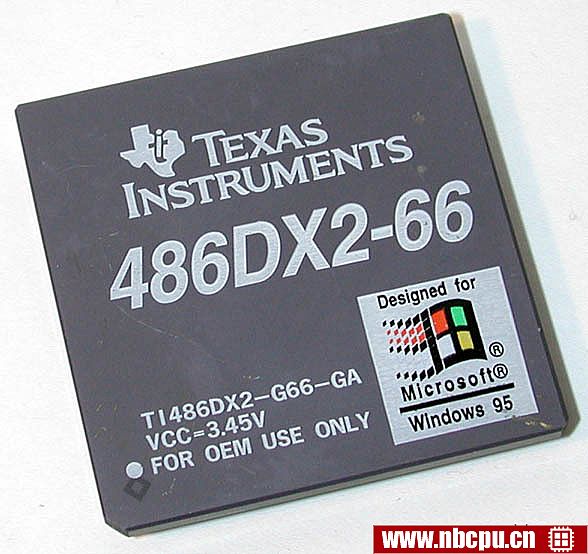 TEXAS
INSTRUMENTS
486DX2-66
Designed for
®
Microsoft®
Windows 95
TI486DX2-G66-GA
VCC=3.45V
FOR OEM USE ONLY
www.nbcpu.cn